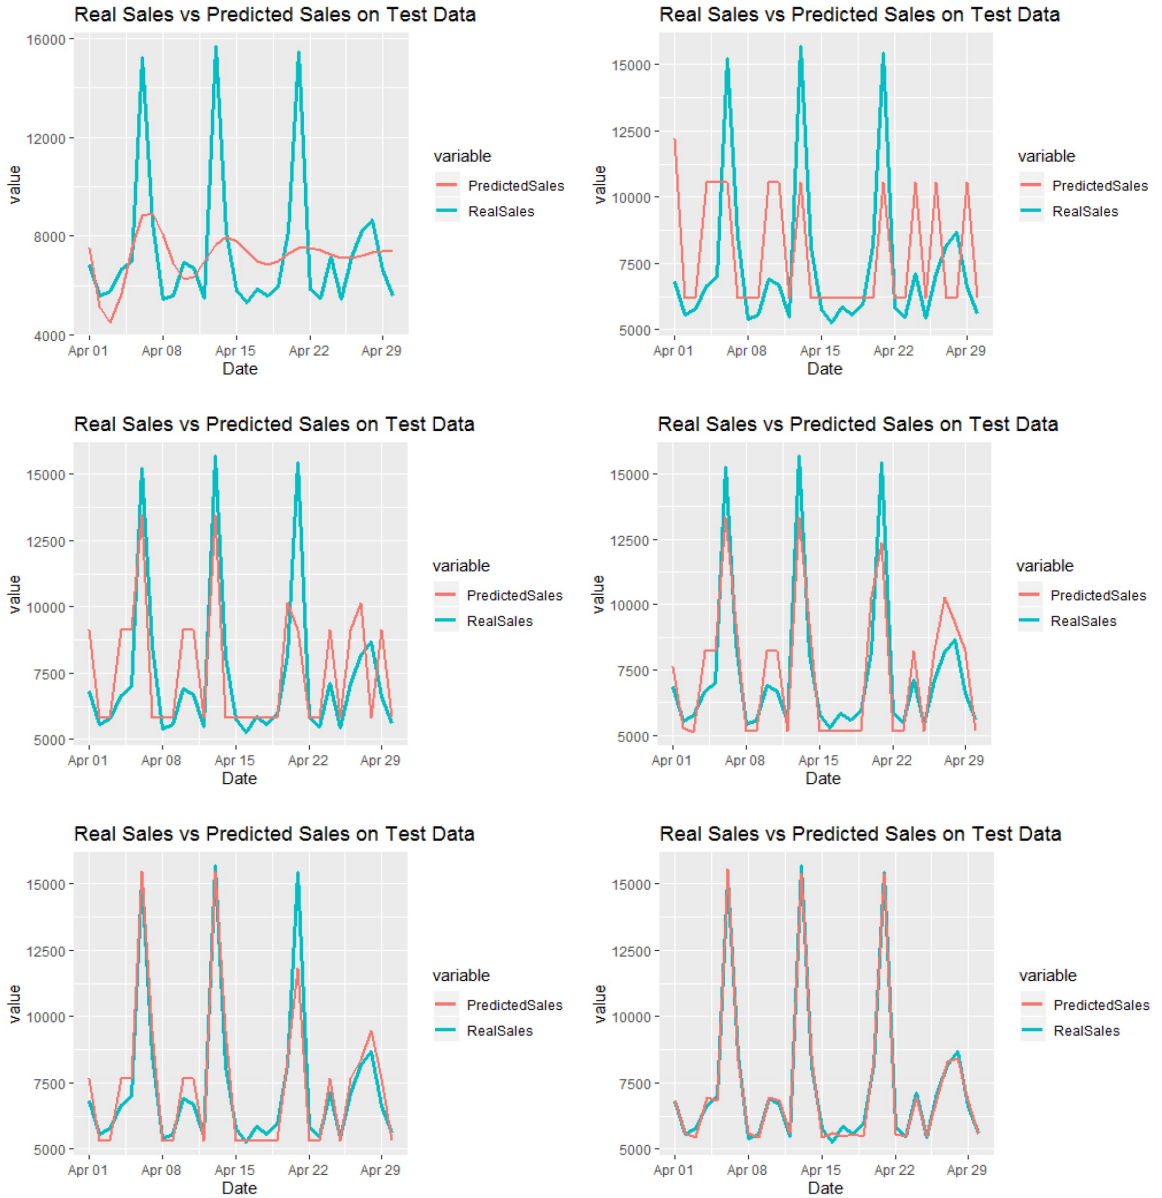 Real Sales vs Predicted Sales on Test Data
16000
12000
8000
4000
value
Apr 01 Apr 08 Apr 15 Apr 22 Apr 29
Date
variable
PredictedSales
RealSales
Real Sales vs Predicted Sales on Test Data
15000
12500
10000
7500
5000
value
Apr 01 Apr 08 Apr 15 Apr 22 Apr 29
Date
variable
PredictedSales
RealSales
Real Sales vs Predicted Sales on Test Data
15000
12500
10000
7500
5000
value
Apr 01 Apr 08 Apr 15 Apr 22 Apr 29
Date
variable
PredictedSales
RealSales
Real Sales vs Predicted Sales on Test Data
15000
12500
10000
7500
5000
value
Apr 01 Apr 08 Apr 15 Apr 22 Apr 29
Date
variable
PredictedSales
RealSales
Real Sales vs Predicted Sales on Test Data
15000
12500
10000
7500
5000
value
Apr 01 Apr 08 Apr 15 Apr 22 Apr 29
Date
variable
PredictedSales
RealSales
Real Sales vs Predicted Sales on Test Data
15000
12500
10000
7500
5000
value
Apr 01 Apr 08 Apr 15 Apr 22 Apr 29
Date
variable
PredictedSales
RealSales